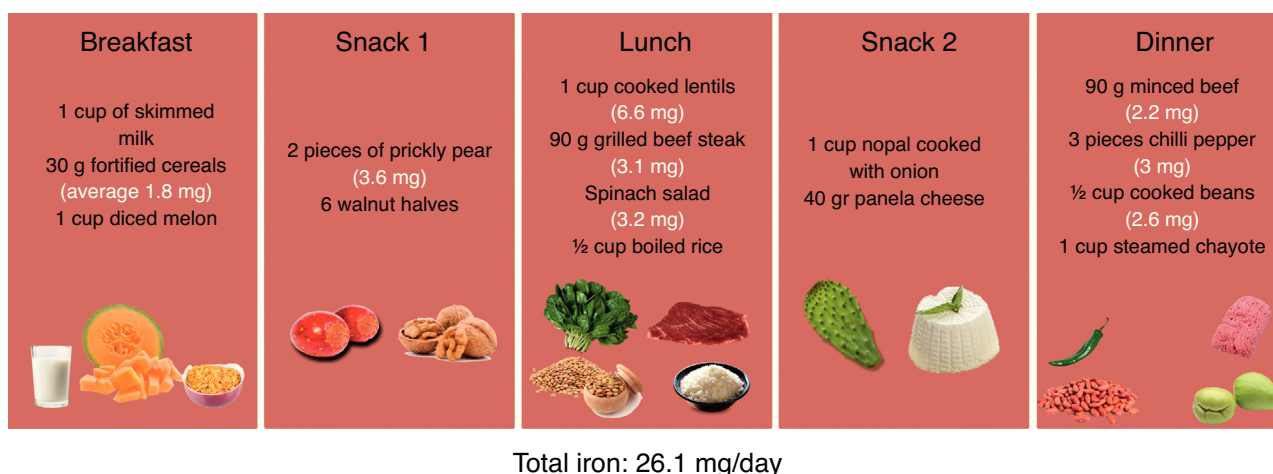 Breakfast
1 cup of skimmed
milk
30 g fortified cereals
(average 1.8 mg)
1 cup diced melon
Snack 1
2 pieces of prickly pear
(3.6 mg)
6 walnut halves
Lunch
1 cup cooked lentils
(6.6 mg)
90 g grilled beef steak
(3.1 mg)
Spinach salad
(3.2 mg)
½ cup boiled rice
Snack 2
1 cup nopal cooked
with onion
40 gr panela cheese
Dinner
90 g minced beef
(2.2 mg)
3 pieces chilli pepper
(3 mg)
½ cup cooked beans
(2.6 mg)
1 cup steamed chayote
Total iron: 26.1 mg/day